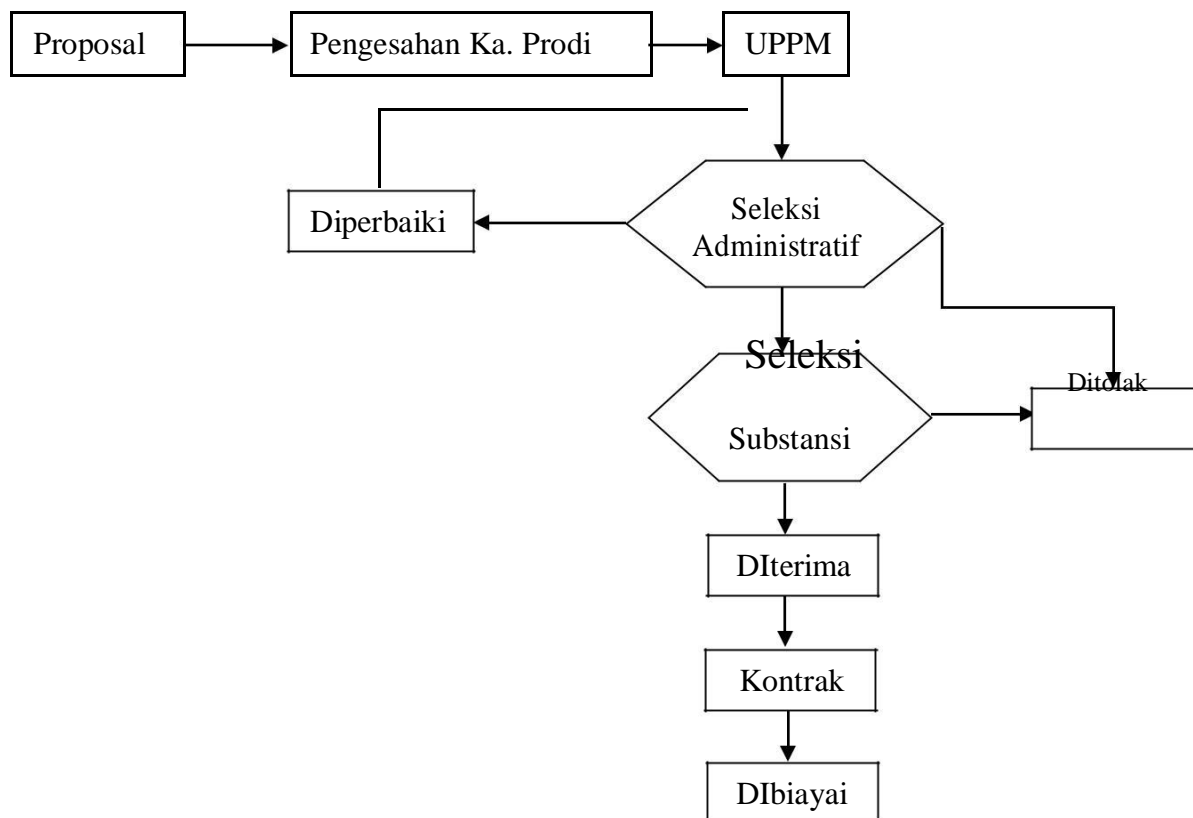 Proposal
Pengesahan Ka. Prodi
UPPM
Diperbaiki
Seleksi
Administratif
Seleksi
Substansi
Ditolak
DIterima
Kontrak
DIbiayai